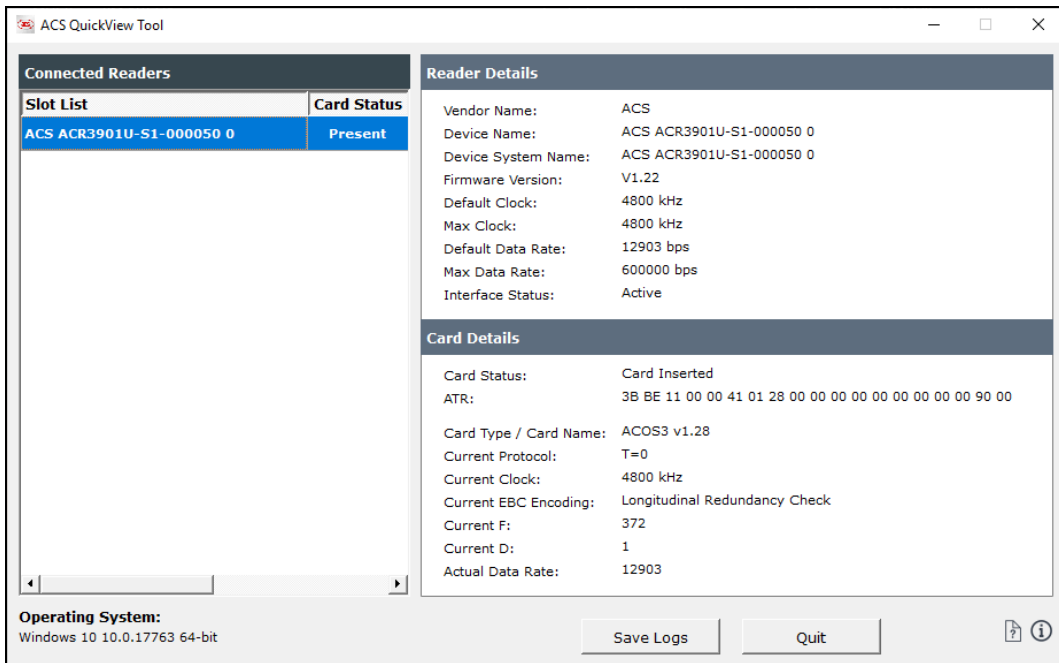 ACS QuickView Tool
Connected Readers
Slot List Card Status
ACS ACR3901U-S1-000050 0 Present
Reader Details
Vendor Name: ACS
Device Name: ACS ACR3901U-S1-000050 0
Device System Name: ACS ACR3901U-S1-000050 0
Firmware Version: V1.22
Default Clock: 4800 kHz
Max Clock: 4800 kHz
Default Data Rate: 12903 bps
Max Data Rate: 600000 bps
Interface Status: Active
Card Details
Card Status: Card Inserted
ATR: 3B BE 11 00 00 41 01 28 00 00 00 00 00 00 00 00 00 90 00
Card Type / Card Name: ACOS3 v1.28
Current Protocol: T=0
Current Clock: 4800 kHz
Current EBC Encoding: Longitudinal Redundancy Check
Current F: 372
Current D: 1
Actual Data Rate: 12903
Operating System:
Windows 10 10.0.17763 64-bit
Save Logs Quit